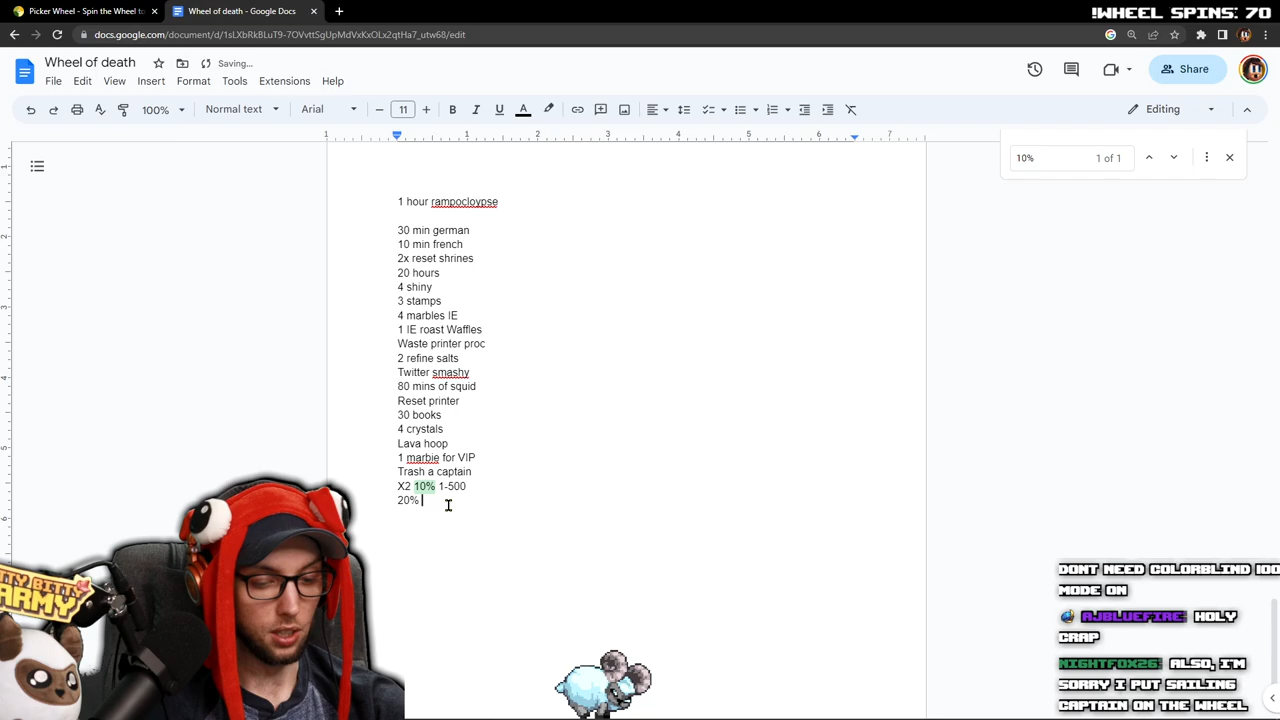 Picker Wheel - Spin the Wheel to
Wheel of death - Google Docs
!WHEEL SPINS: 70
docs.google.com/document/d/1sLXbRkBLuT9-7OVvttSgUpMdVxKxOLx2qtHa7_utw68/edit
Wheel of death
Saving...
File Edit View Insert Format Tools Extensions Help
Share
100% Normal text Arial 11 Editing
10% 1 of 1
1 hour rampocloypse
30 min german
10 min french
2x reset shrines
20 hours
4 shiny
3 stamps
4 marbles IE
1 IE roast Waffles
Waste printer proc
2 refine salts
Twitter smashy
80 mins of squid
Reset printer
30 books
4 crystals
Lava hoop
1 marbie for VIP
Trash a captain
X2 10% 1-500
20%
TTY BITTY
ARMY
DONT NEED COLORBLIND
MODE ON
AJBLUEFIRE: HOLY
CRAP
NIGHTFOX26: ALSO, I'M
SORRY I PUT SAILING
CAPTAIN ON THE WHEEL